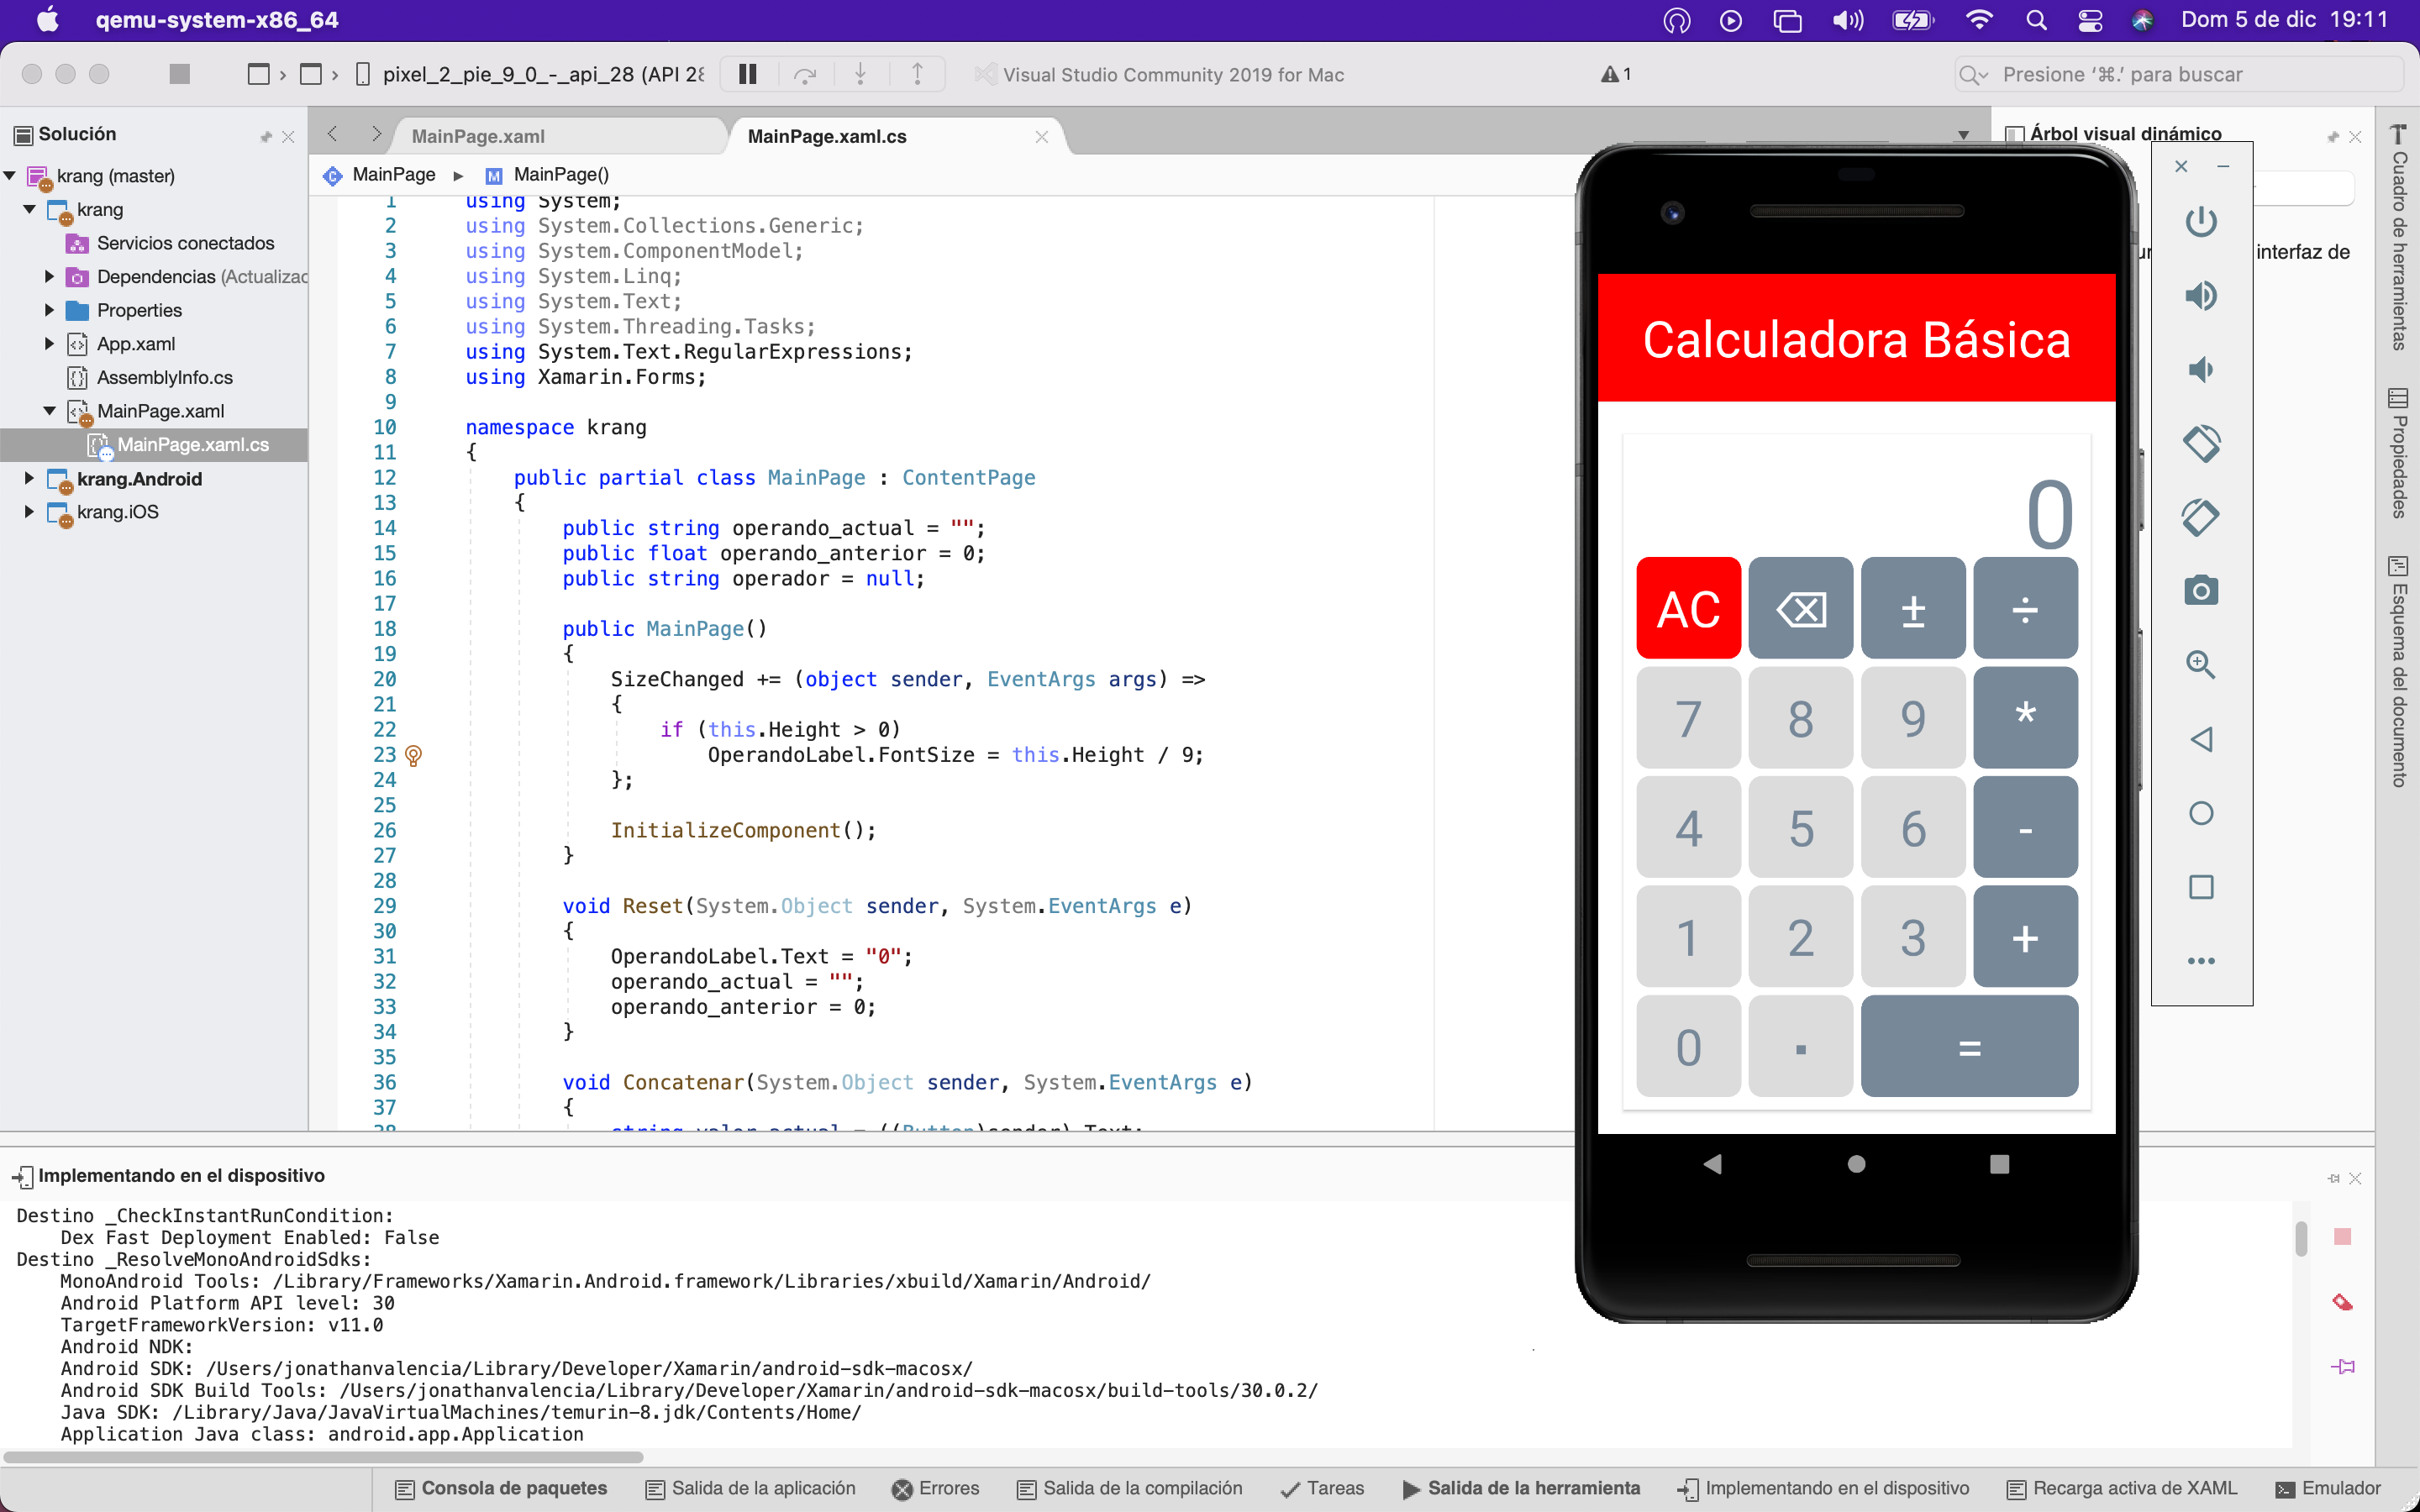 qemu-system-x86_64
Dom 5 de dic 19:11
pixel_2_pie_9_0_-_api_28 (API 28
Visual Studio Community 2019 for Mac
1
Presione ‘⌘.’ para buscar
Solución
krang (master)
krang
Servicios conectados
Dependencias (Actualizac
Properties
App.xaml
AssemblyInfo.cs
MainPage.xaml
MainPage.xaml.cs
krang.Android
krang.iOS
MainPage.xaml
MainPage.xaml.cs
MainPage
M MainPage()
1 using System;
2 using System.Collections.Generic;
3 using System.ComponentModel;
4 using System.Linq;
5 using System.Text;
6 using System.Threading.Tasks;
7 using System.Text.RegularExpressions;
8 using Xamarin.Forms;
9
10 namespace krang
11 {
12 public partial class MainPage : ContentPage
13 {
14 public string operando_actual = "";
15 public float operando_anterior = 0;
16 public string operador = null;
17
18 public MainPage()
19 {
20 SizeChanged += (object sender, EventArgs args) =>
21 {
22 if (this.Height > 0)
23 OperandoLabel.FontSize = this.Height / 9;
24 };
25
26 InitializeComponent();
27 }
28
29 void Reset(System.Object sender, System.EventArgs e)
30 {
31 OperandoLabel.Text = "0";
32 operando_actual = "";
33 operando_anterior = 0;
34 }
35
36 void Concatenar(System.Object sender, System.EventArgs e)
37 {
38 string valor_actual = ((Button)sender).Text;
Árbol visual dinámico
interfaz de
Cuadro de herramientas
Propiedades
Esquema del documento
Calculadora Básica
0
AC ⌫ ± ÷
7 8 9 *
4 5 6 -
1 2 3 +
0 . =
Implementando en el dispositivo
Destino _CheckInstantRunCondition:
Dex Fast Deployment Enabled: False
Destino _ResolveMonoAndroidSdks:
MonoAndroid Tools: /Library/Frameworks/Xamarin.Android.framework/Libraries/xbuild/Xamarin/Android/
Android Platform API level: 30
TargetFrameworkVersion: v11.0
Android NDK:
Android SDK: /Users/jonathanvalencia/Library/Developer/Xamarin/android-sdk-macosx/
Android SDK Build Tools: /Users/jonathanvalencia/Library/Developer/Xamarin/android-sdk-macosx/build-tools/30.0.2/
Java SDK: /Library/Java/JavaVirtualMachines/temurin-8.jdk/Contents/Home/
Application Java class: android.app.Application
Consola de paquetes
Salida de la aplicación
Errores
Salida de la compilación
Tareas
Salida de la herramienta
Implementando en el dispositivo
Recarga activa de XAML
Emulador